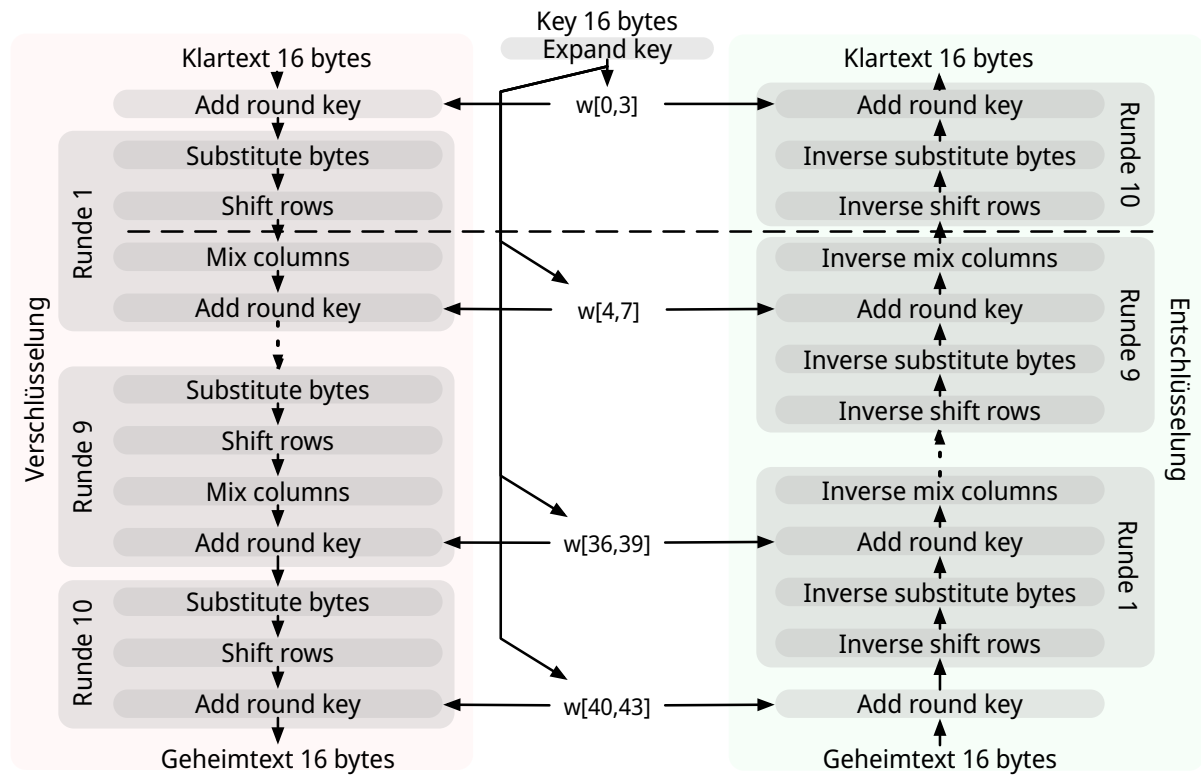 Key 16 bytes
Expand key
Verschlüsselung
Klartext 16 bytes
Add round key
Runde 1
Substitute bytes
Shift rows
Mix columns
Add round key
Runde 9
Substitute bytes
Shift rows
Mix columns
Add round key
Runde 10
Substitute bytes
Shift rows
Add round key
Geheimtext 16 bytes
w[0,3]
w[4,7]
w[36,39]
w[40,43]
Entschlüsselung
Klartext 16 bytes
Add round key
Inverse substitute bytes
Inverse shift rows
Runde 10
Inverse mix columns
Add round key
Inverse substitute bytes
Inverse shift rows
Runde 9
Inverse mix columns
Add round key
Inverse substitute bytes
Inverse shift rows
Runde 1
Add round key
Geheimtext 16 bytes